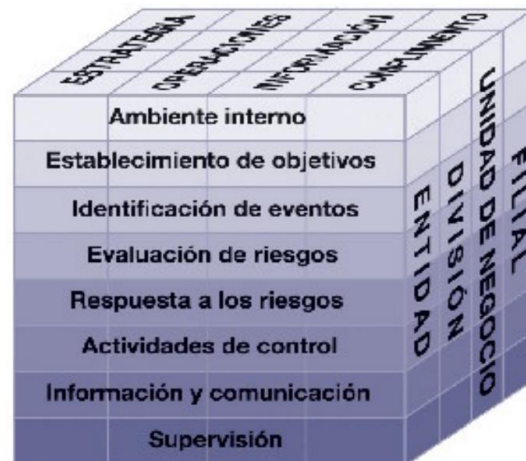 ESTRATEGIA
OPERACIONES
INFORMACIÓN
CUMPLIMIENTO
Ambiente interno
Establecimiento de objetivos
Identificación de eventos
Evaluación de riesgos
Respuesta a los riesgos
Actividades de control
Información y comunicación
Supervisión
ENTIDAD
DIVISIÓN
UNIDAD DE NEGOCIO
FILIAL